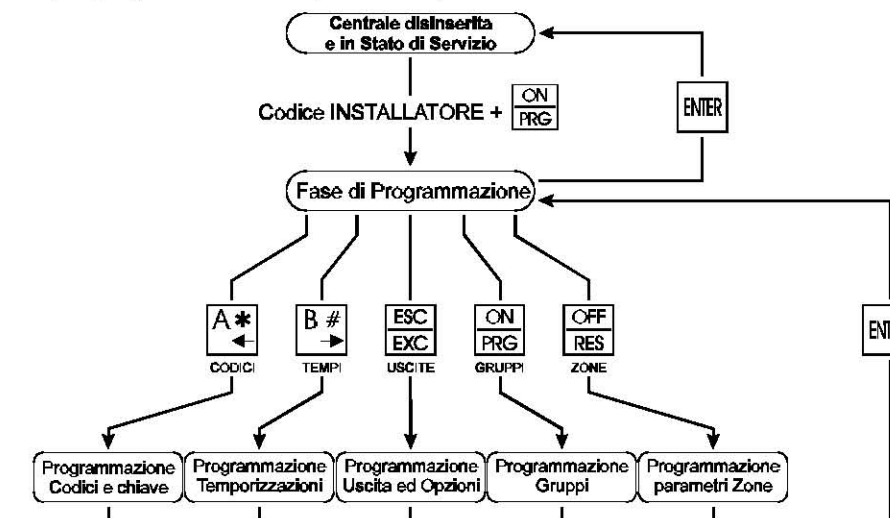 Centrale disinserita
e in Stato di Servizio
ON
Codice INSTALLATORE +
PRG
ENTER
Fase di Programmazione
A* B # ESC ON OFF
EXC PRG RES
CODICI TEMPI USCITE GRUPPI ZONE
Programmazione Programmazione Programmazione Programmazione Programmazione
Codici e chiave Temporizzazioni Uscita ed Opzioni Gruppi parametri Zone